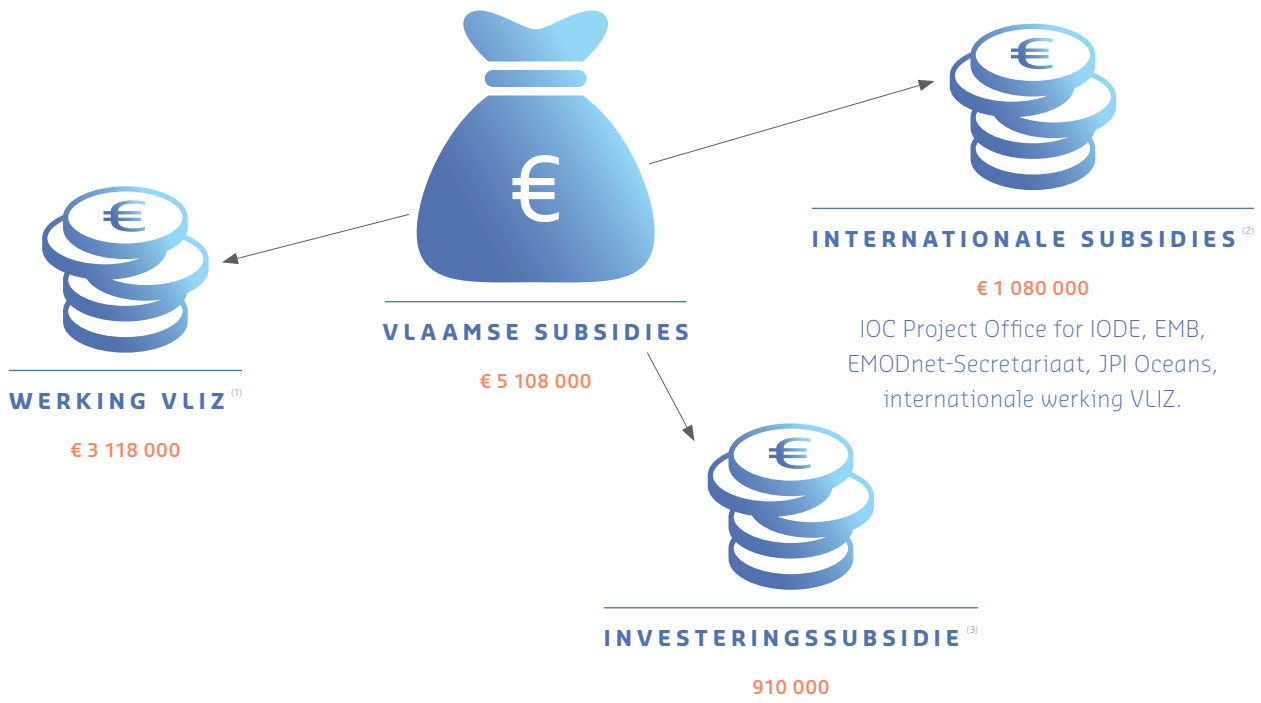 €
VLAAMSE SUBSIDIES
€ 5 108 000
€
WERKING VLIZ (1)
€ 3 118 000
€
INTERNATIONALE SUBSIDIES (2)
€ 1 080 000
IOC Project Office for IODE, EMB,
EMODnet-Secretariaat, JPI Oceans,
internationale werking VLIZ.
€
INVESTERINGSSUBSIDIE (3)
910 000